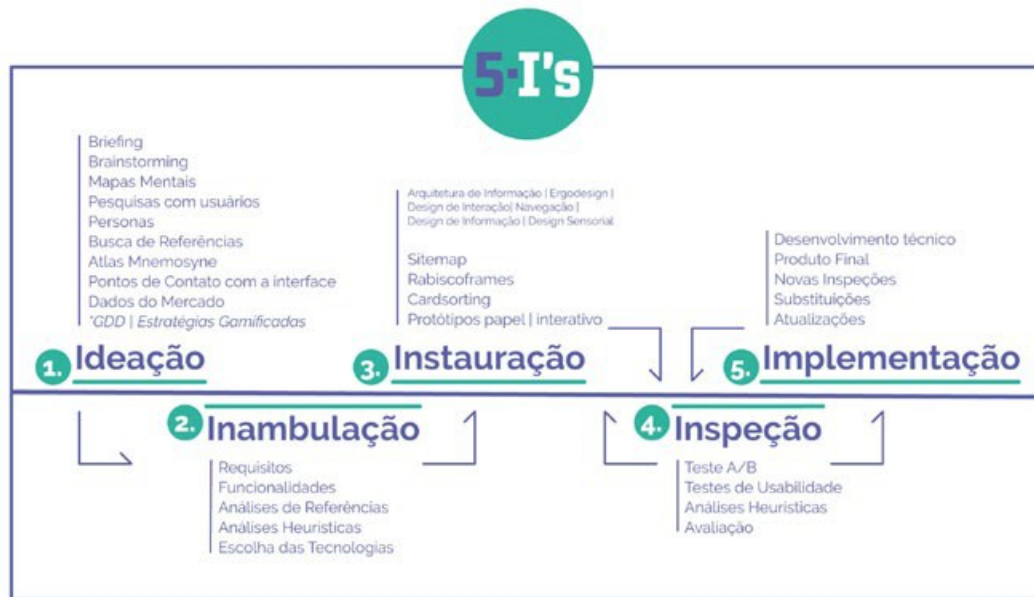 5·I's
Briefing
Brainstorming
Mapas Mentais
Pesquisas com usuários
Personas
Busca de Referências
Atlas Mnemosyne
Pontos de Contato com a interface
Dados do Mercado
*GDD | Estratégias Gamificadas
1. Ideação
2. Inambulação
Requisitos
Funcionalidades
Análises de Referências
Análises Heurísticas
Escolha das Tecnologias
Arquitetura de Informação | Ergodesign |
Design de Interação| Navegação |
Design de Informação | Design Sensorial
Sitemap
Rabiscoframes
Cardsorting
Protótipos papel | interativo
3. Instauração
4. Inspeção
Teste A/B
Testes de Usabilidade
Análises Heurísticas
Avaliação
Desenvolvimento técnico
Produto Final
Novas Inspeções
Substituições
Atualizações
5. Implementação